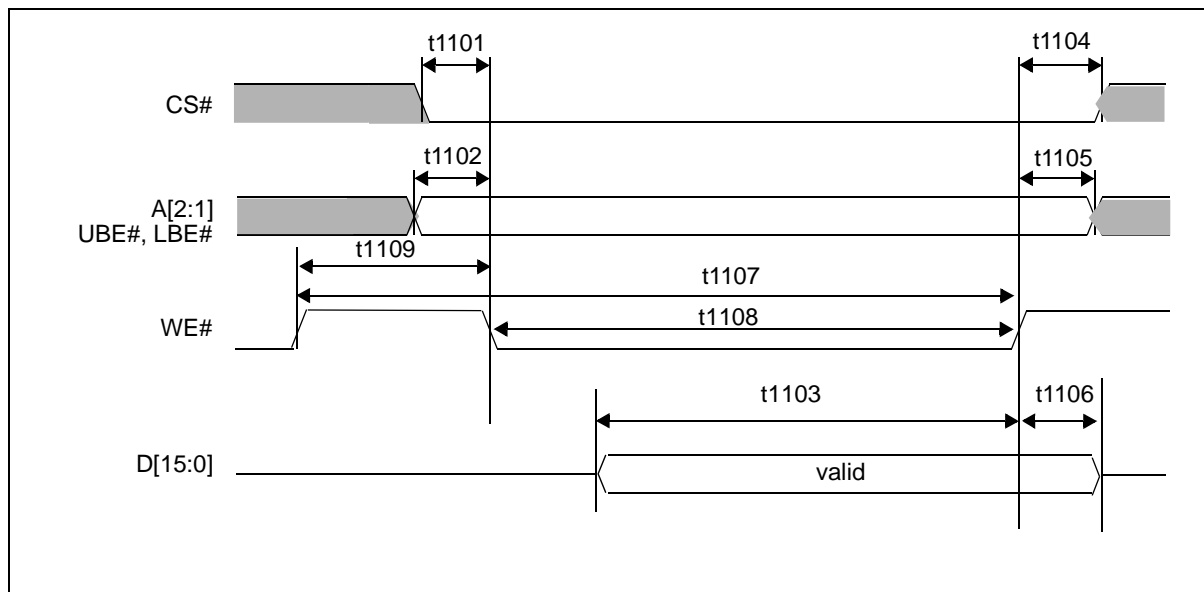 t1101
t1104
CS#
t1102
t1105
A[2:1]
UBE#, LBE#
t1109
t1107
WE#
t1108
t1103
t1106
D[15:0]
valid